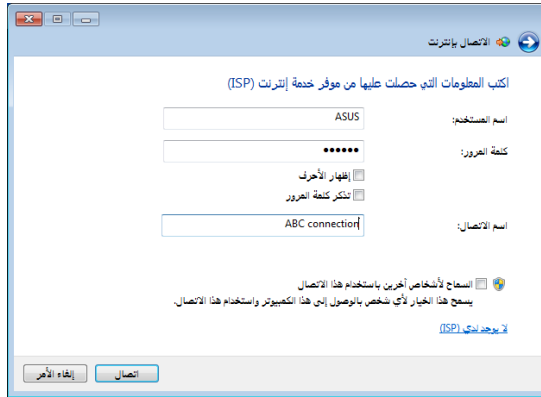 الاتصال بإنترنت
اكتب المعلومات التي حصلت عليها من موفر خدمة إنترنت (ISP)
اسم المستخدم: ASUS
كلمة المرور: ••••••
إظهار الأحرف
تذكر كلمة المرور
اسم الاتصال: ABC connection
السماح لأشخاص آخرين باستخدام هذا الاتصال
يسمح هذا الخيار لأي شخص بالوصول إلى هذا الكمبيوتر واستخدام هذا الاتصال.
لا يوجد لدي (ISP)
اتصال إلغاء الأمر